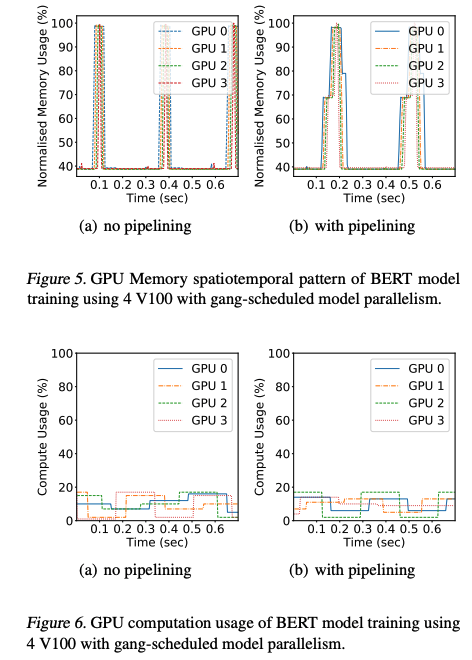 Normalised Memory Usage (%)
100
90
80
70
60
50
40
GPU 0
GPU 1
GPU 2
GPU 3
0.1 0.2 0.3 0.4 0.5 0.6
Time (sec)
(a) no pipelining
Normalised Memory Usage (%)
100
90
80
70
60
50
40
GPU 0
GPU 1
GPU 2
GPU 3
0.1 0.2 0.3 0.4 0.5 0.6
Time (sec)
(b) with pipelining
Figure 5. GPU Memory spatiotemporal pattern of BERT model
training using 4 V100 with gang-scheduled model parallelism.
Compute Usage (%)
100
80
60
40
20
0
GPU 0
GPU 1
GPU 2
GPU 3
0.1 0.2 0.3 0.4 0.5 0.6
Time (sec)
(a) no pipelining
Compute Usage (%)
100
80
60
40
20
0
GPU 0
GPU 1
GPU 2
GPU 3
0.1 0.2 0.3 0.4 0.5 0.6
Time (sec)
(b) with pipelining
Figure 6. GPU computation usage of BERT model training using
4 V100 with gang-scheduled model parallelism.